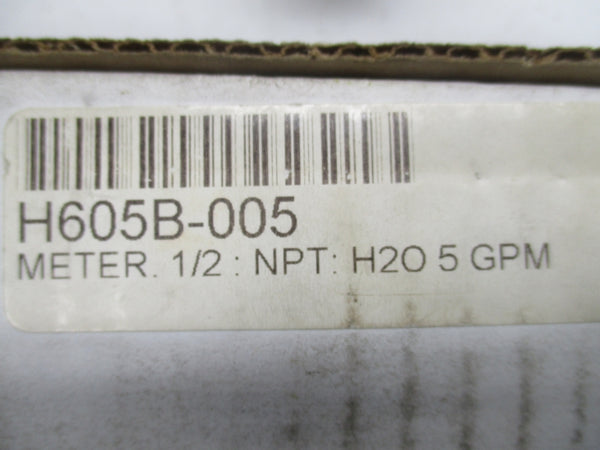 H605B-005
METER. 1/2 : NPT: H2O 5 GPM